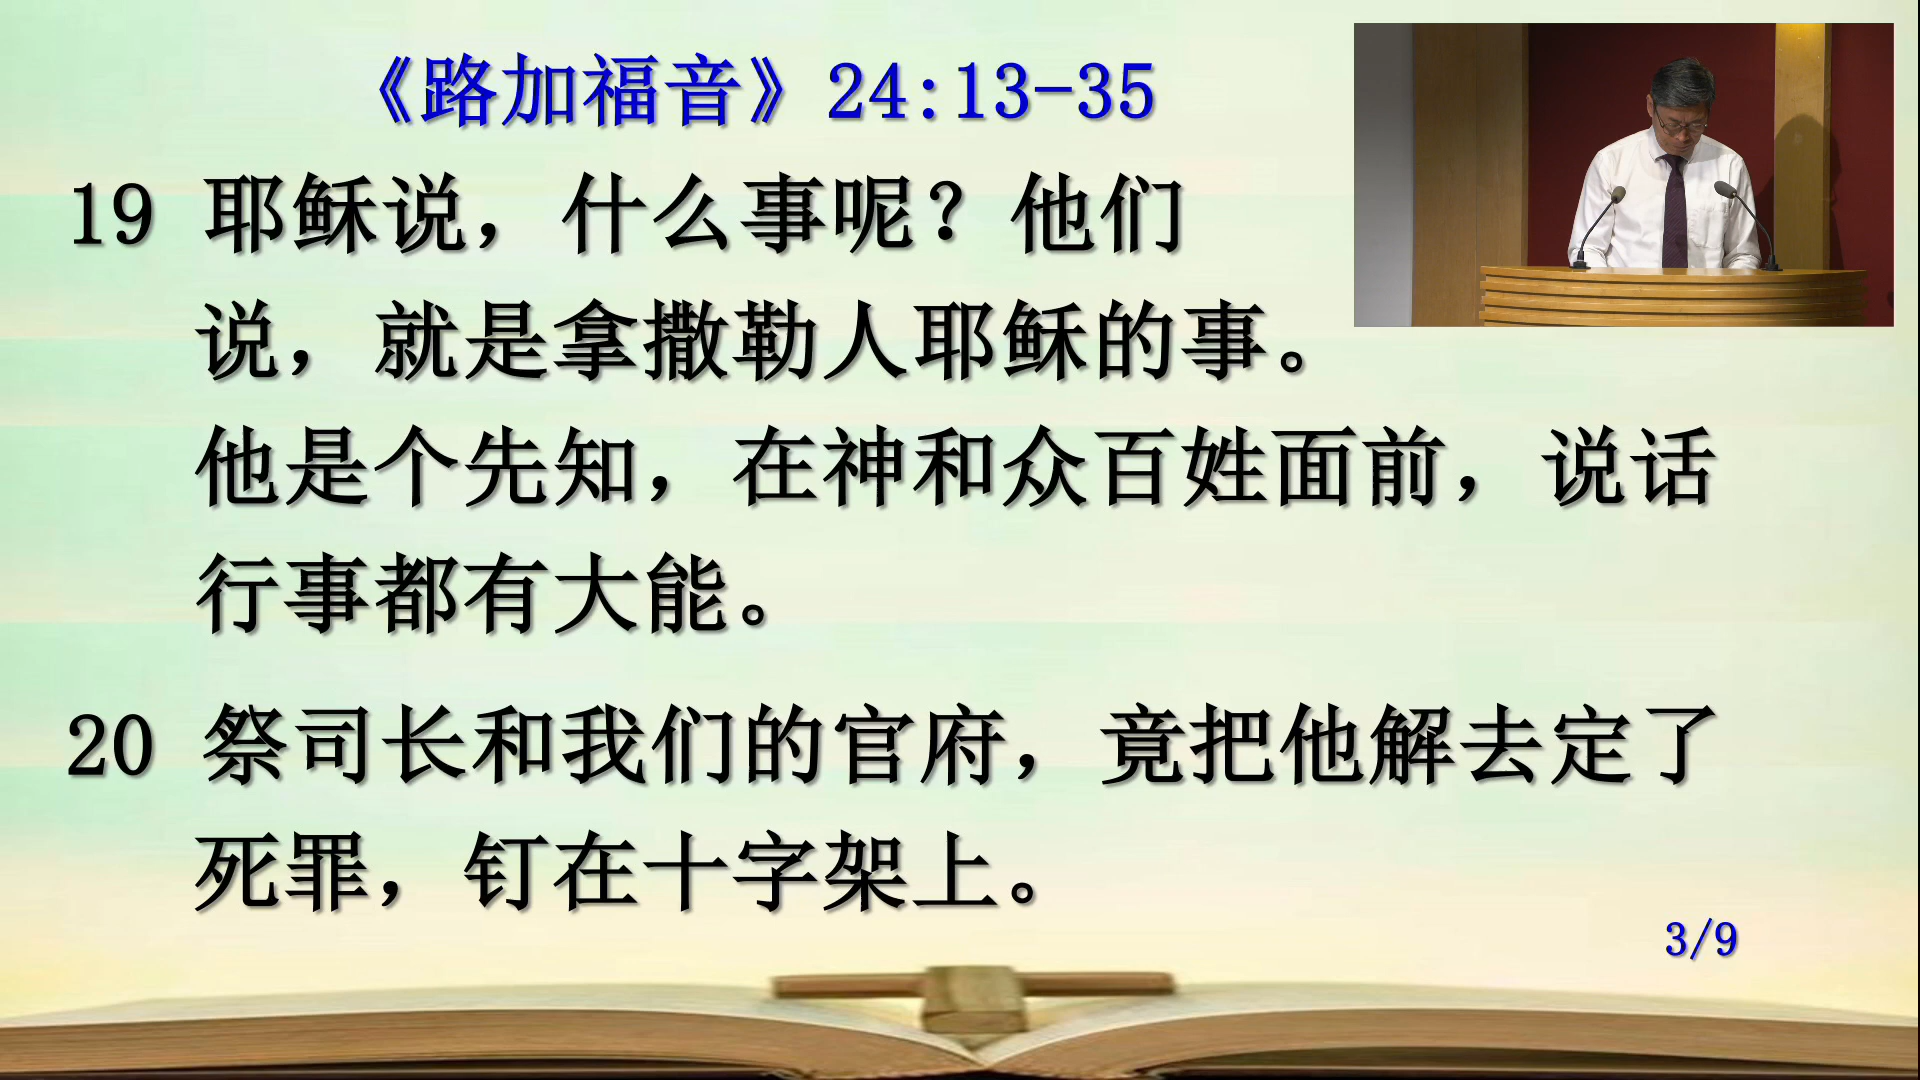 《路加福音》24:13-35
19 耶稣说，什么事呢？他们
说，就是拿撒勒人耶稣的事。
他是个先知，在神和众百姓面前，说话
行事都有大能。
20 祭司长和我们的官府，竟把他解去定了
死罪，钉在十字架上。
3/9